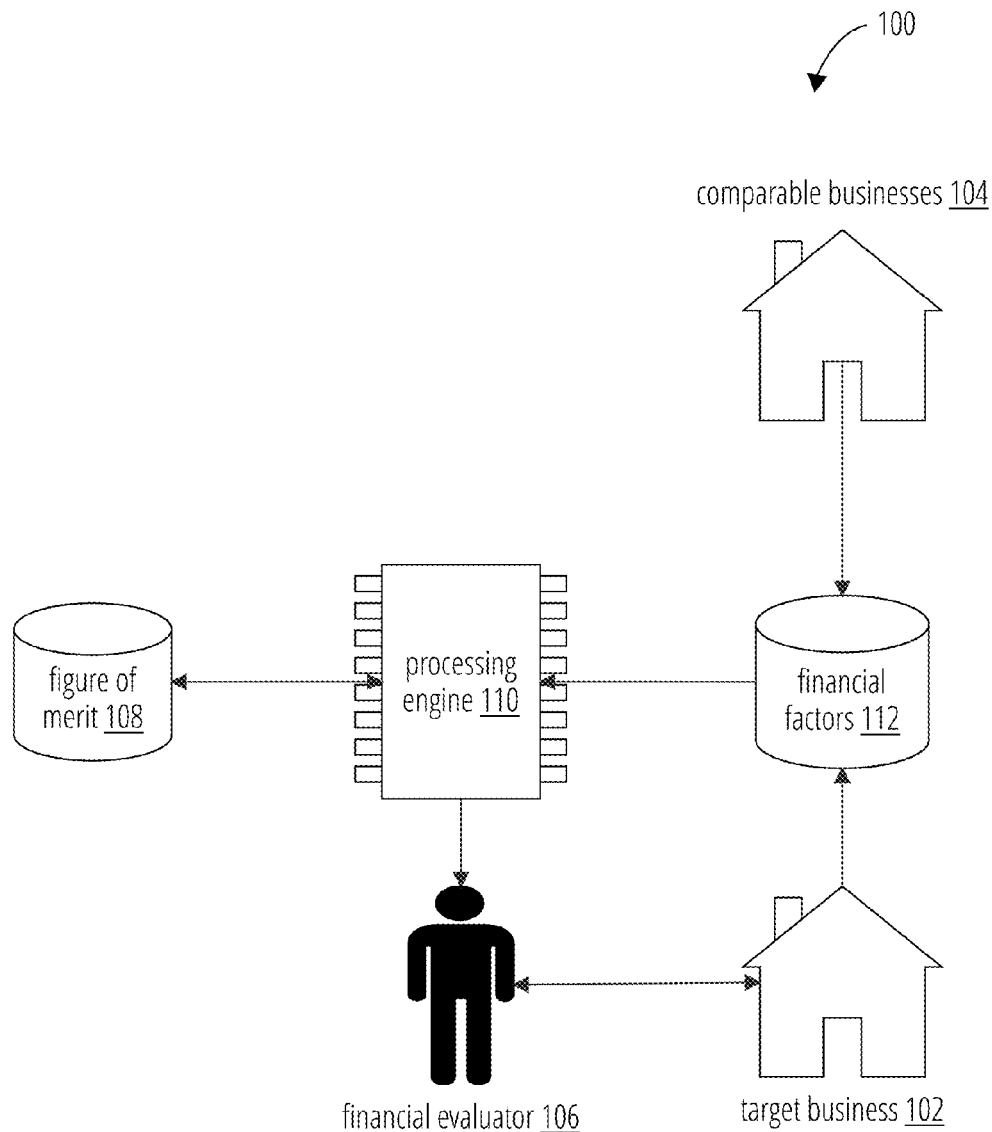 100
comparable businesses 104
figure of
merit 108
processing
engine 110
financial
factors 112
financial evaluator 106
target business 102